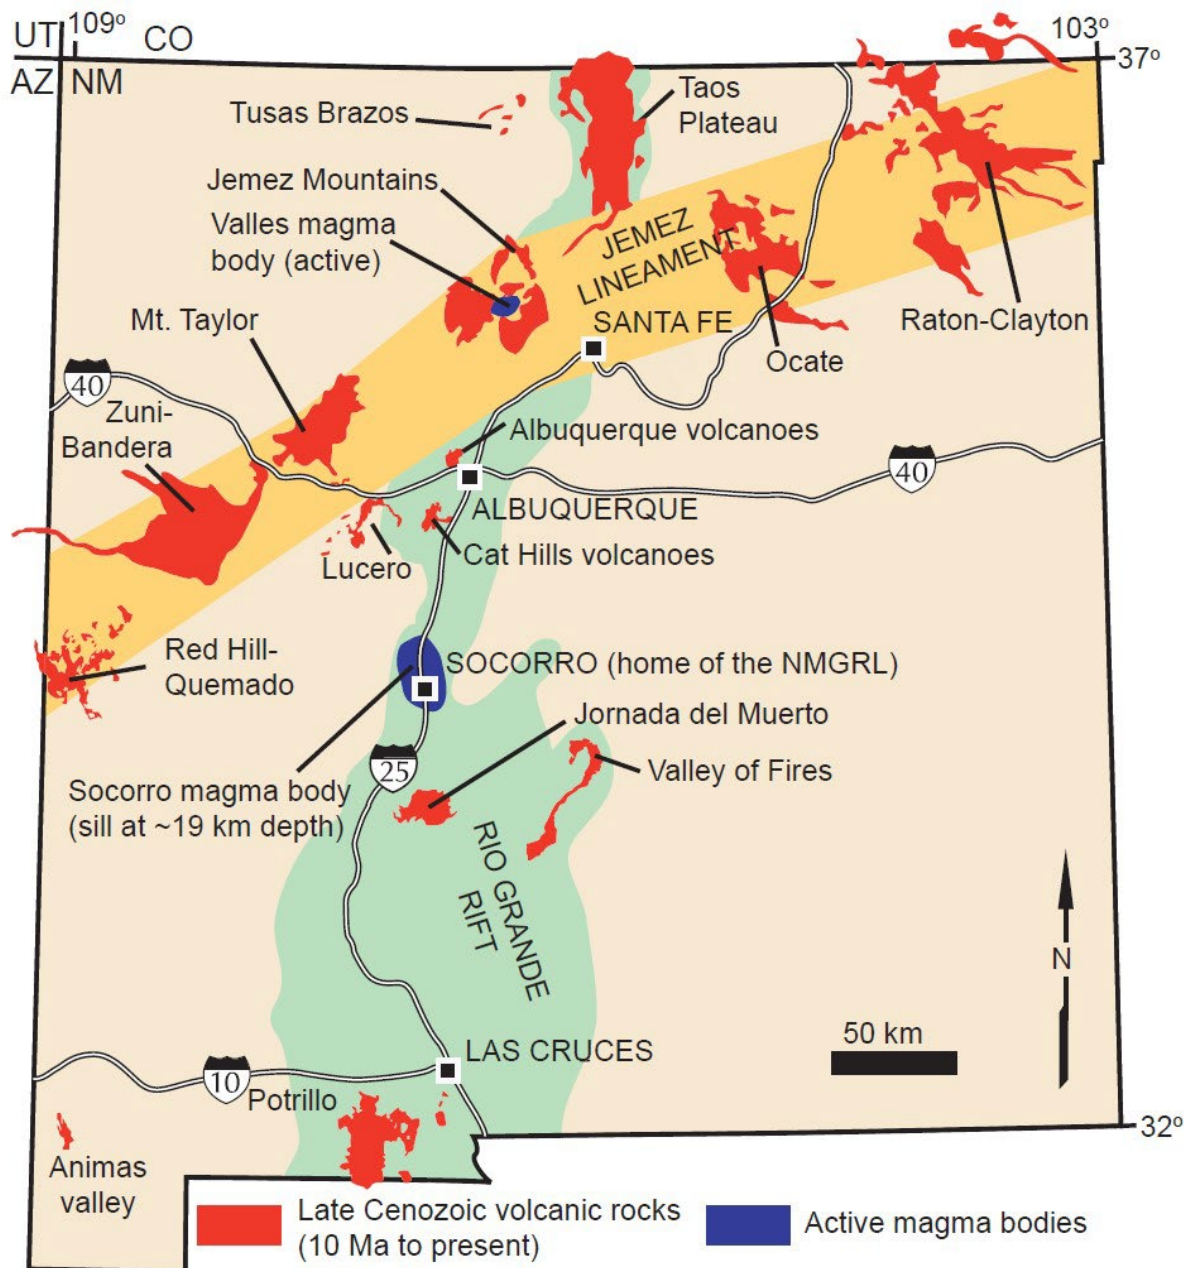 UT
109º
CO
103º
37º
AZ
NM
Tusas Brazos
Taos
Plateau
Jemez Mountains
Valles magma
body (active)
JEMEZ
LINEAMENT
Mt. Taylor
SANTA FE
Raton-Clayton
Ocate
40
Zuni-
Bandera
Albuquerque volcanoes
40
ALBUQUERQUE
Lucero
Cat Hills volcanoes
Red Hill-
Quemado
SOCORRO (home of the NMGRL)
Jornada del Muerto
25
Valley of Fires
Socorro magma body
(sill at ~19 km depth)
RIO GRANDE
RIFT
N
50 km
LAS CRUCES
10
Potrillo
32º
Animas
valley
Late Cenozoic volcanic rocks
(10 Ma to present)
Active magma bodies